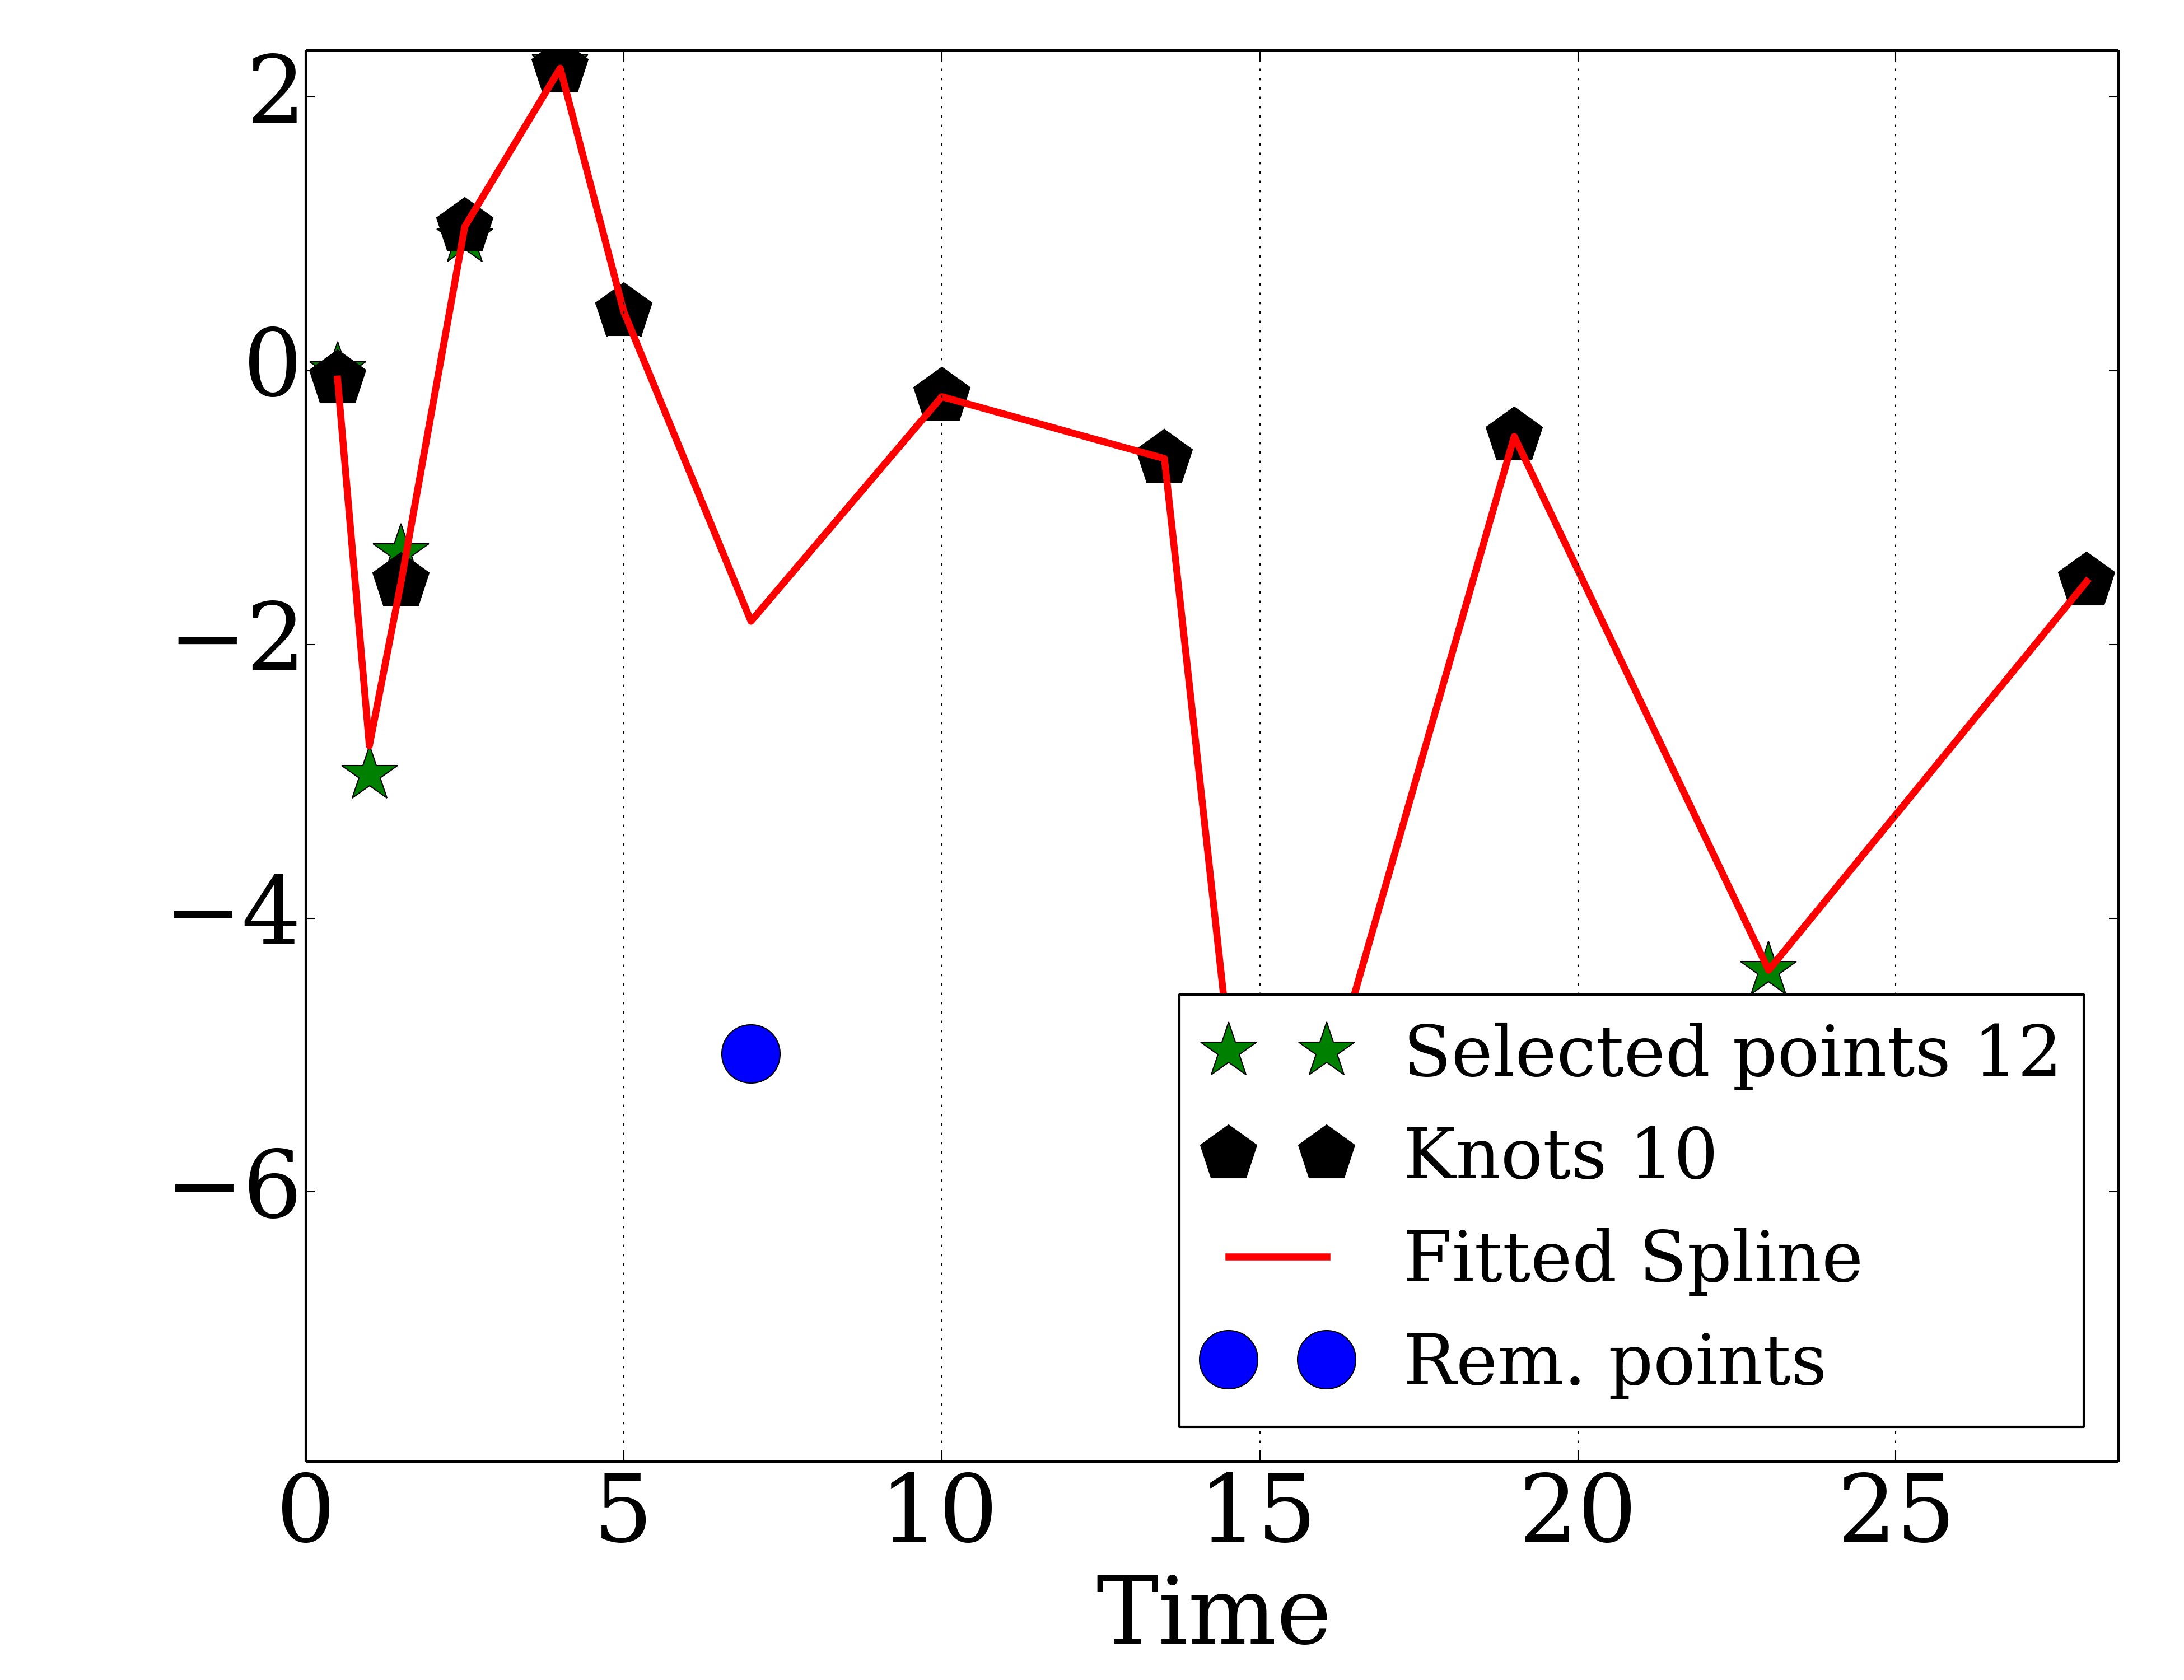 2
0
−2
−4
−6
0 5 10 15 20 25
Time
Selected points 12
Knots 10
Fitted Spline
Rem. points